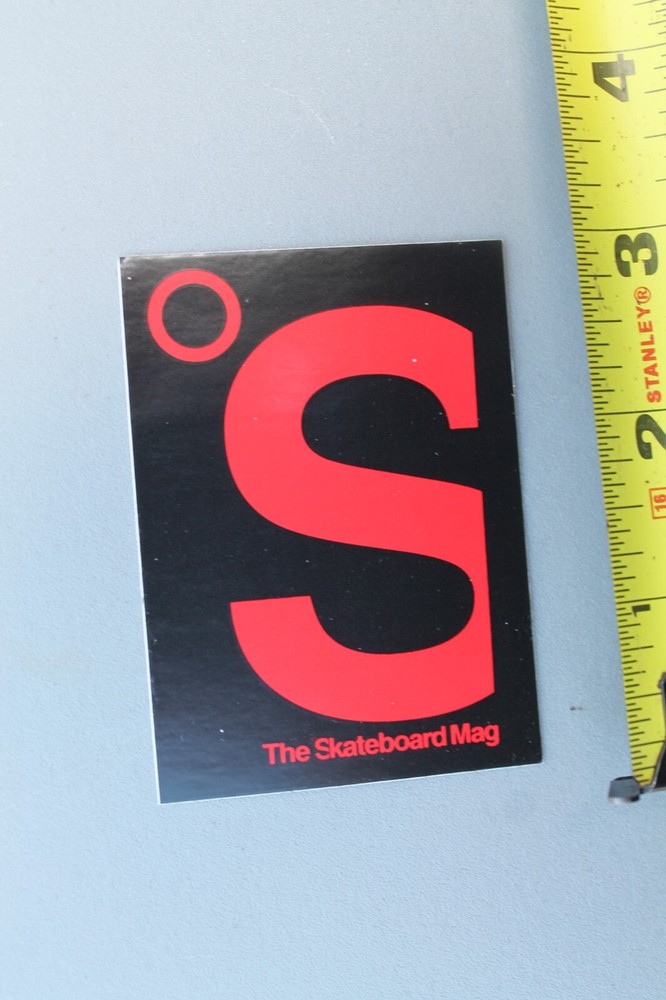 °S
The Skateboard Mag
4
3
STANLEY®
2
16
1